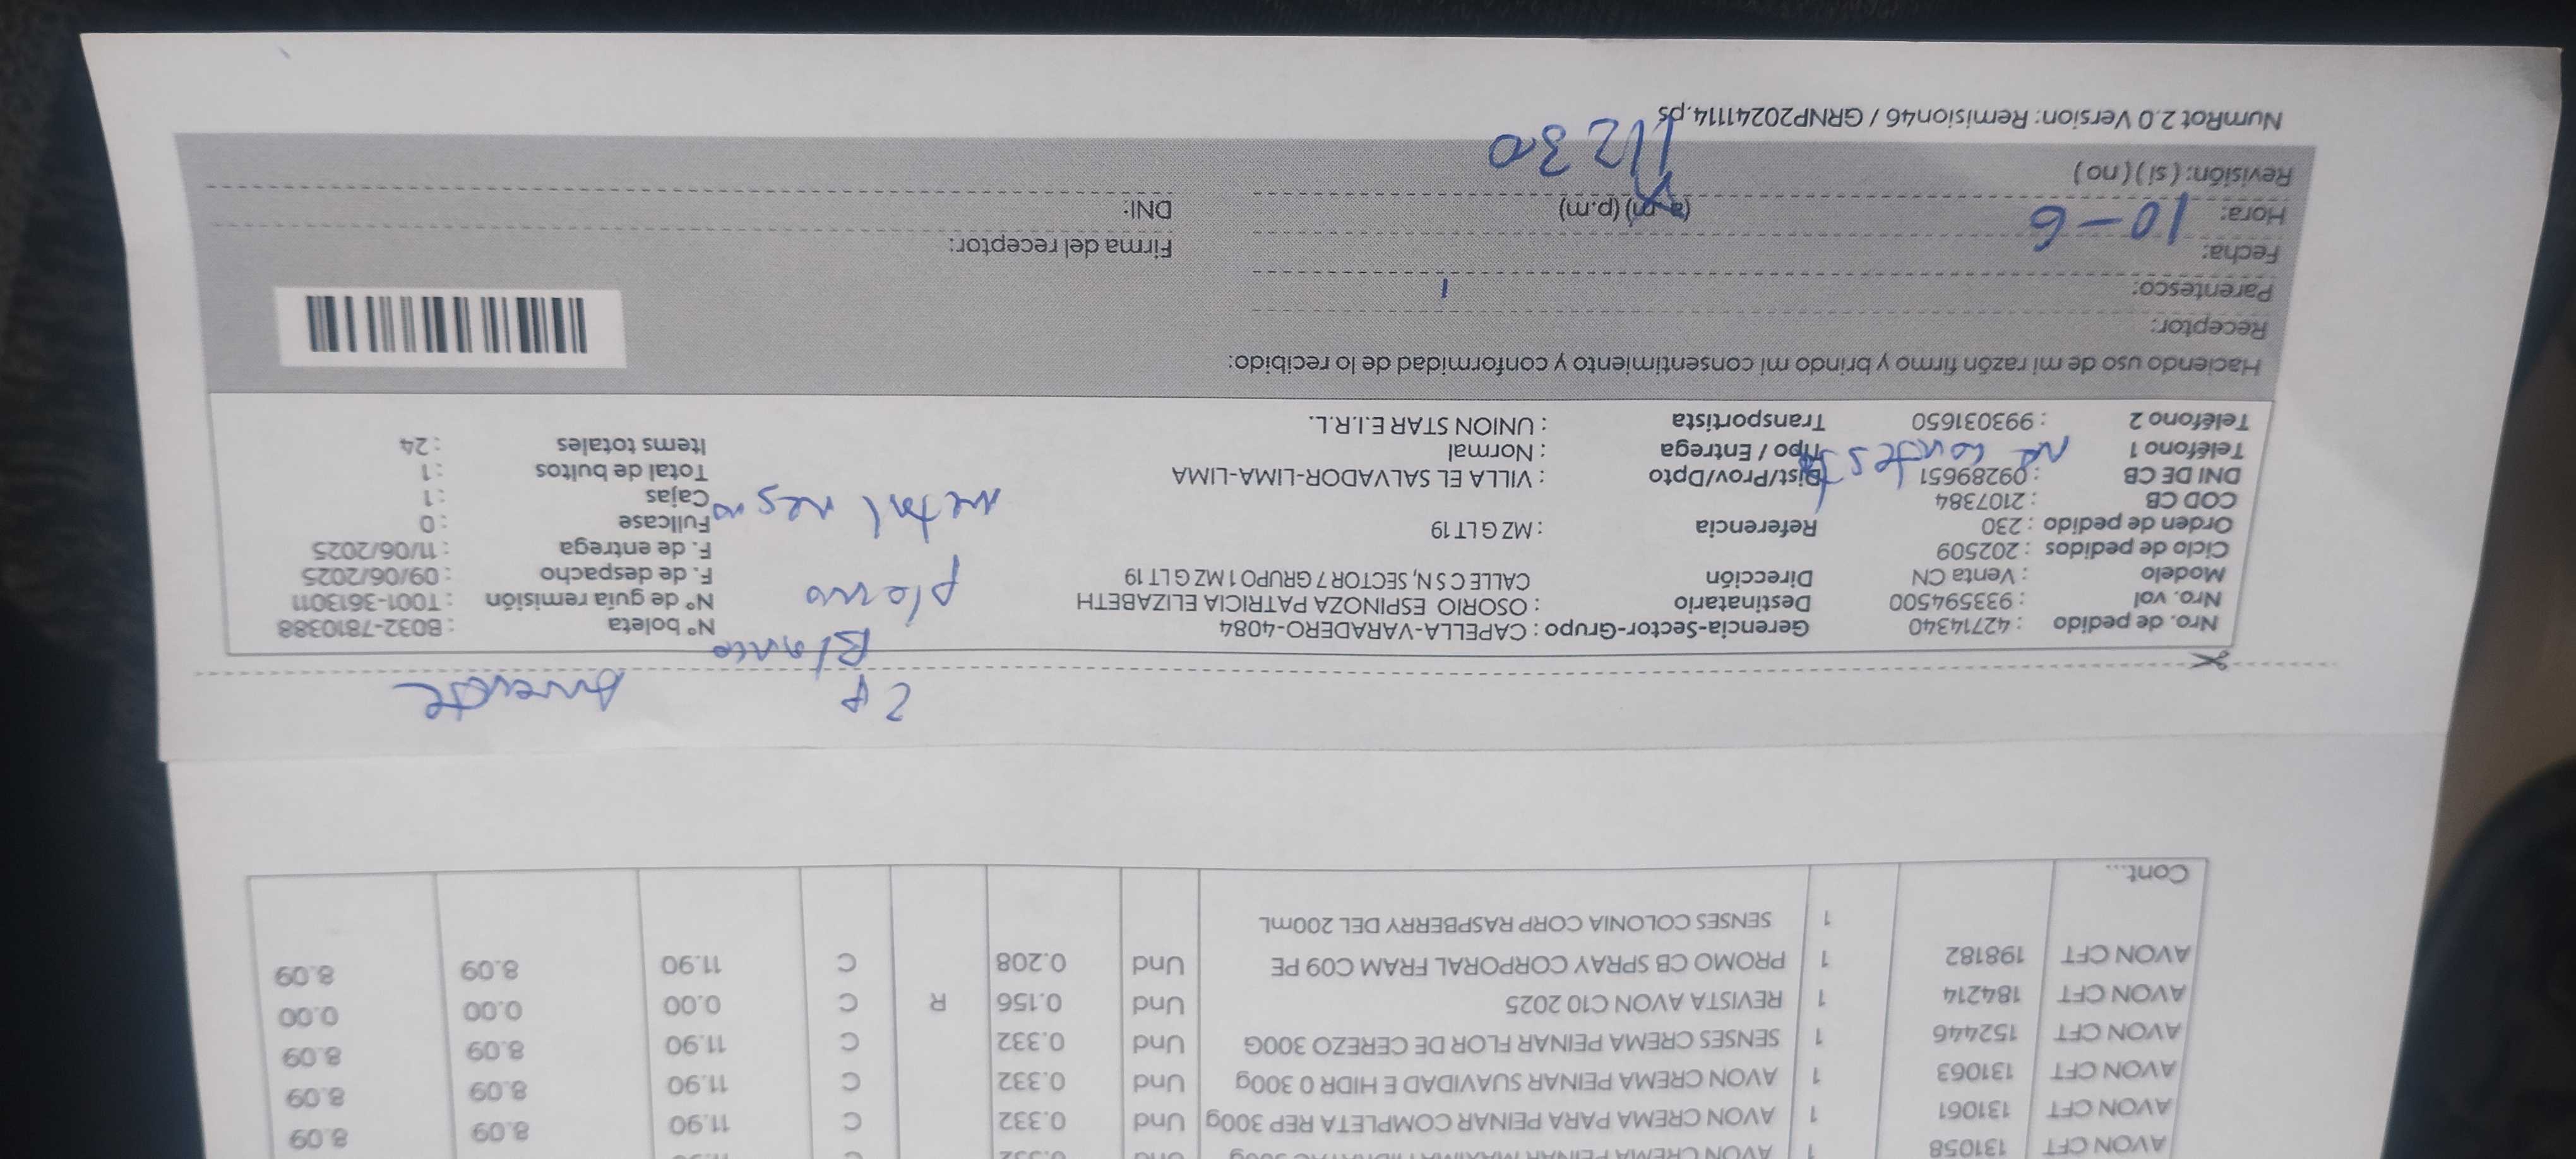 AVON CFT 131058 1
AVON CFT 131061 1 AVON CREMA PARA PEINAR COMPLETA REP 300g Und 0.332 C 11.90 8.09 8.09
AVON CFT 131063 1 AVON CREMA PEINAR SUAVIDAD E HIDR 0 300g Und 0.332 C 11.90 8.09 8.09
AVON CFT 152446 1 SENSES CREMA PEINAR FLOR DE CEREZO 300G Und 0.332 C 11.90 8.09 8.09
AVON CFT 184214 1 REVISTA AVON C10 2025 Und 0.156 R C 0.00 0.00 0.00
AVON CFT 198182 1 PROMO CB SPRAY CORPORAL FRAM C09 PE Und 0.208 C 11.90 8.09 8.09
1 SENSES COLONIA CORP RASPBERRY DEL 200mL
Cont...
2P
Blanco
plomo
metal negro
Nro. de pedido : 42714340 Gerencia-Sector-Grupo : CAPELLA-VARADERO-4084 N° boleta : B032-7810388
Nro. vol : 933594500 Destinatario : OSORIO ESPINOZA PATRICIA ELIZABETH N° de guía remisión : T001-3613011
Modelo : Venta CN Dirección CALLE C S N, SECTOR 7 GRUPO 1 MZ G LT 19 F. de despacho : 09/06/2025
Ciclo de pedidos : 202509 F. de entrega : 11/06/2025
Orden de pedido : 230 Referencia : MZ G LT 19 Fullcase : 0
COD CB : 2107384 Cajas : 1
DNI DE CB : 09289651 Dist/Prov/Dpto : VILLA EL SALVADOR-LIMA-LIMA Total de bultos : 1
Teléfono 1 no contesta Tipo / Entrega : Normal Items totales : 24
Teléfono 2 : 993031650 Transportista : UNION STAR E.I.R.L.
Haciendo uso de mi razón firmo y brindo mi consentimiento y conformidad de lo recibido:
Receptor:
Parentesco:
Fecha: Firma del receptor:
Hora: 10-6 (a.m) (p.m) DNI:
Revisión: (si) (no) 11230
NumRot 2.0 Version: Remision46 / GRNP20241114.ps